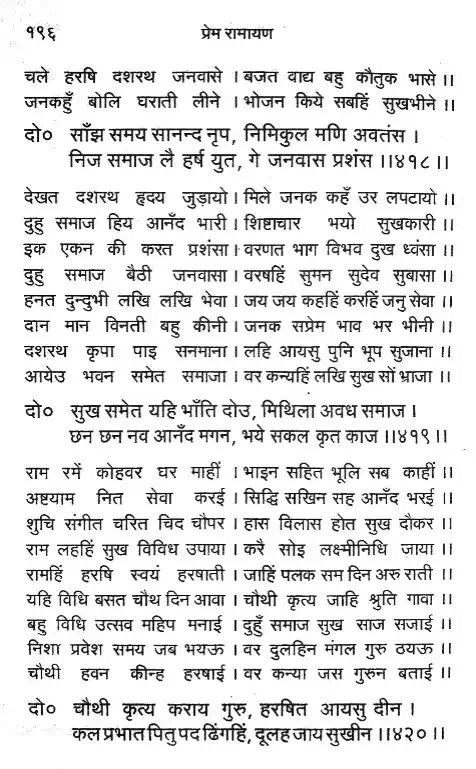 १९६ प्रेम रामायण
चले हरषि दशरथ जनवासे । बजत वाद्य बहु कौतुक भासे ।।
जनकहुँ बोलि घराती लीने । भोजन किये सबहिं सुखभीने ।।
दो० साँझ समय सानन्द नृप, निमिकुल मणि अवतंस ।
निज समाज लै हर्ष युत, गे जनवास प्रशंस ।।४१८।।
देखत दशरथ हृदय जुड़ायो । मिले जनक कहँ उर लपटायो ।।
दुहु समाज हिय आनँद भारी । शिष्टाचार भयो सुखकारी ।।
इक एकन की करत प्रशंसा । वरणत भाग विभव दुख ध्वंसा ।।
दुहु समाज बैठी जनवासा । वरषहिं सुमन सुदेव सुबासा ।।
हनत दुन्दुभी लखि लखि भेवा । जय जय कहहिं करहिं जनु सेवा ।।
दान मान विनती बहु कीनी । जनक सप्रेम भाव भर भीनी ।।
दशरथ कृपा पाइ सनमाना । लहि आयसु पुनि भूप सुजाना ।।
आयेउ भवन समेत समाजा । वर कन्यहिं लखि सुख सों भ्राजा ।।
दो० सुख समेत यहि भाँति दोउ, मिथिला अवध समाज ।
छन छन नव आनँद मगन, भये सकल कृत काज ।।४१९।।
राम रमें कोहवर घर माहीं । भाइन सहित भूलि सब काहीं ।।
अष्टयाम नित सेवा करई । सिद्धि सखिन सह आनँद भरई ।।
शुचि संगीत चरित चिद चौपर । हास विलास होत सुख दौकर ।।
राम लहहिं सुख विविध उपाया । करै सोइ लक्ष्मीनिधि जाया ।।
रामहिं हरषि स्वयं हरषाती । जाहिं पलक सम दिन अरु राती ।।
यहि विधि बसत चौथ दिन आवा । चौथी कृत्य जाहि श्रुति गावा ।।
बहु विधि उत्सव महिप मनाई । दुहुँ समाज सुख साज सजाई ।।
निशा प्रवेश समय जब भयऊ । वर दुलहिन मंगल गुरु ठयऊ ।।
चौथी हवन कीन्ह हरषाई । वर कन्या जस गुरुन बताई ।।
दो० चौथी कृत्य कराय गुरु, हरषित आयसु दीन ।
कल प्रभात पितु पद ढिंगहिं, दूलह जाय सुखीन ।।४२०।।